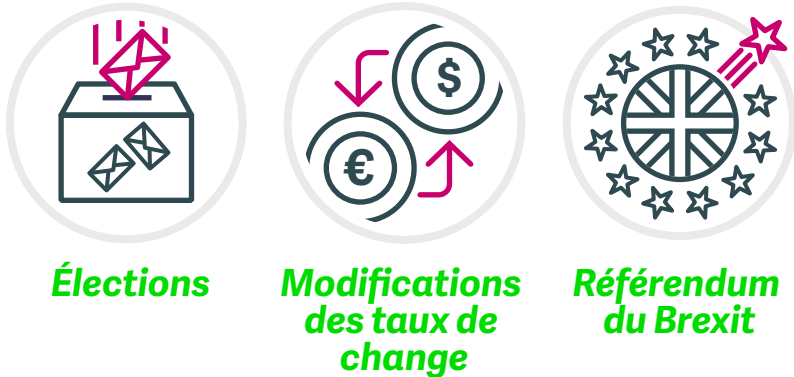 $
€
Élections
Modifications
des taux de
change
Référendum
du Brexit